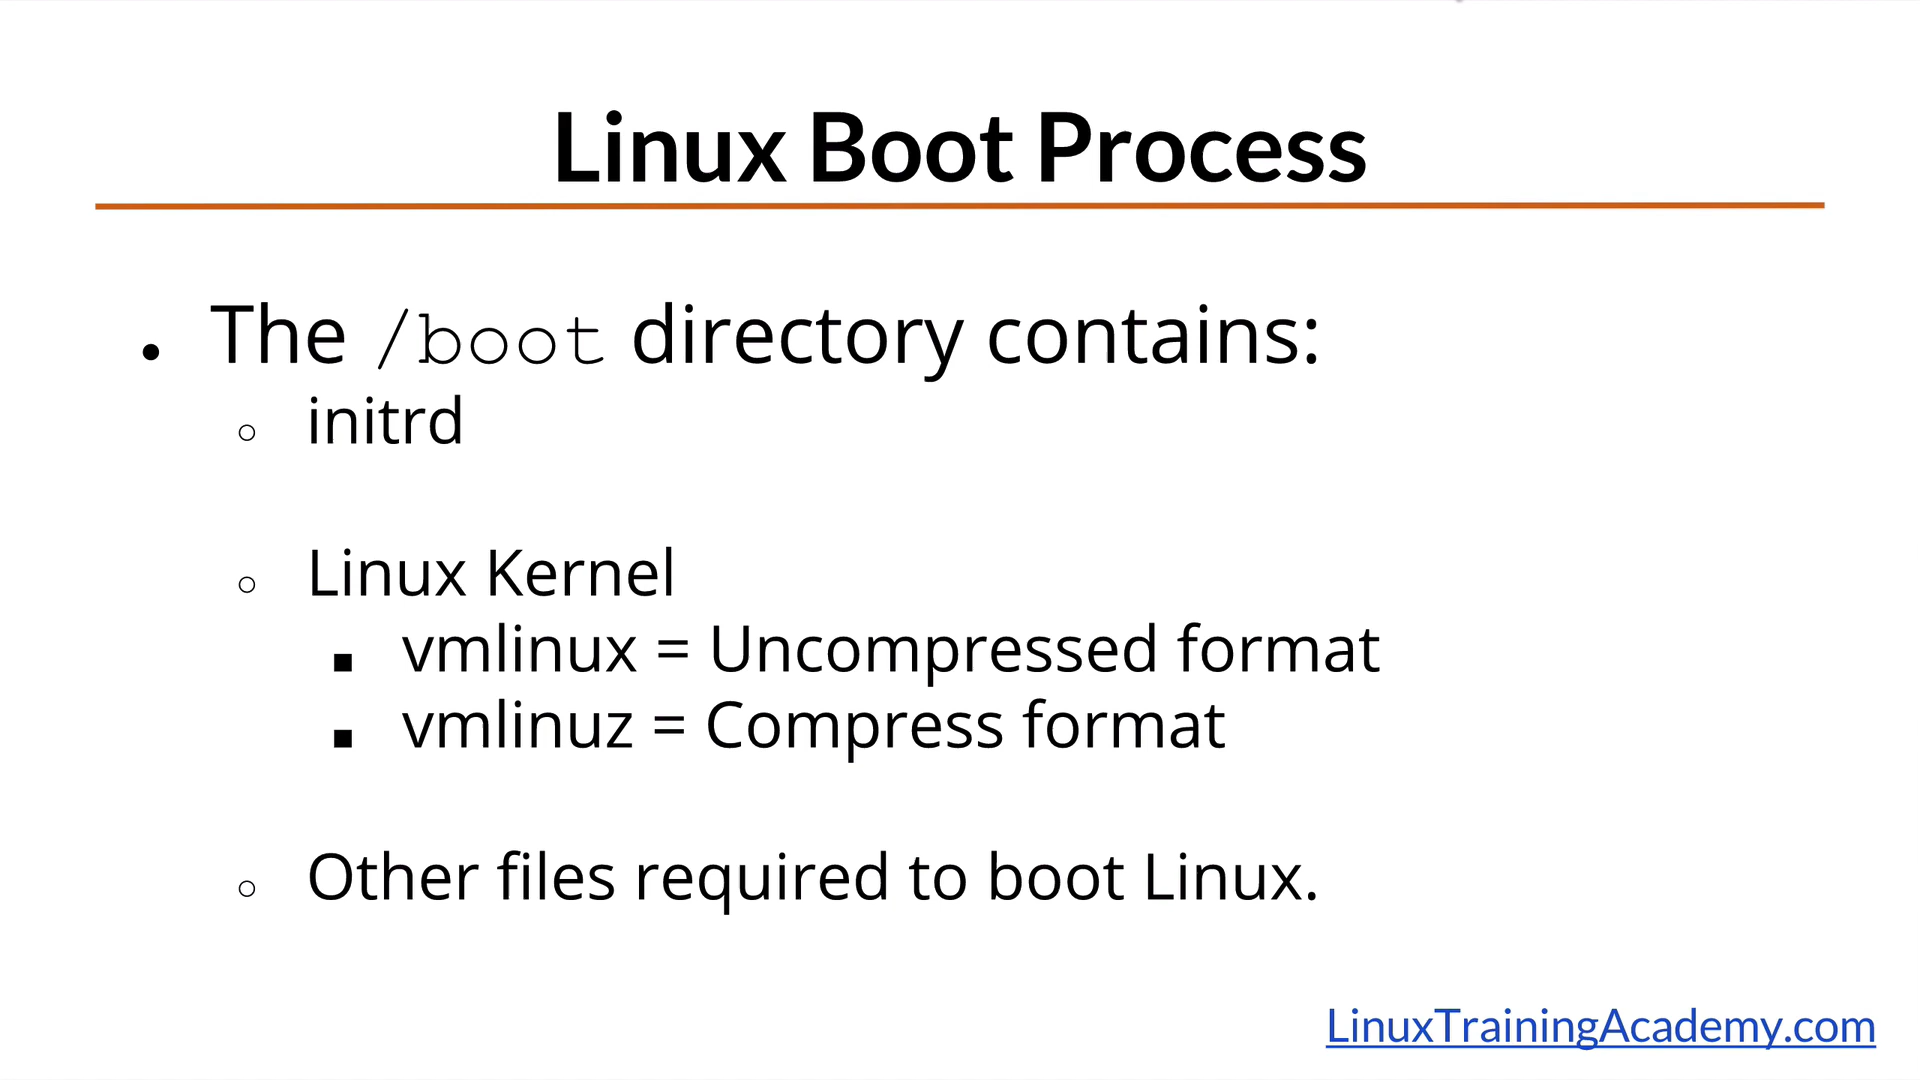 Linux Boot Process
• The /boot directory contains:
○ initrd
○ Linux Kernel
■ vmlinux = Uncompressed format
■ vmlinuz = Compress format
○ Other files required to boot Linux.
LinuxTrainingAcademy.com